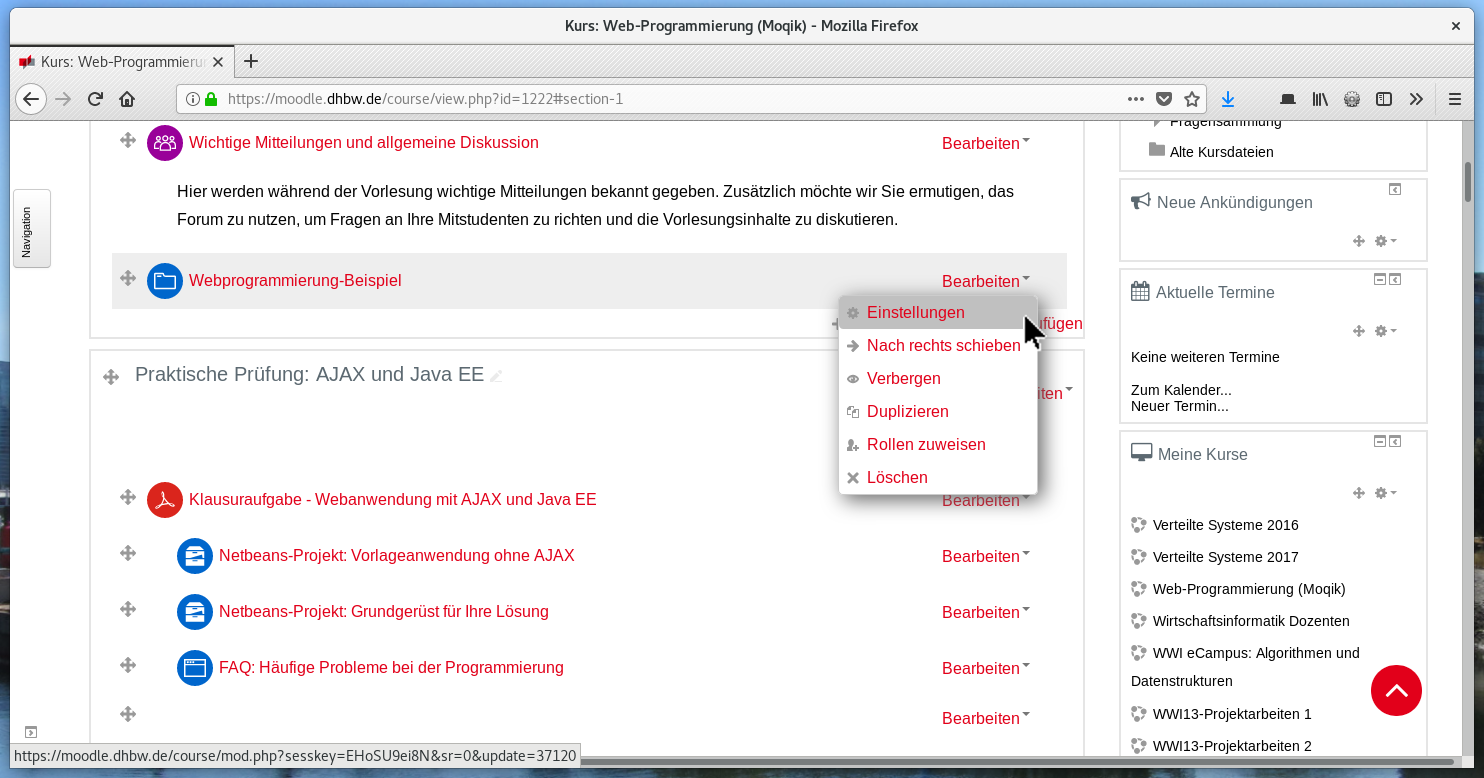 Kurs: Web-Programmierung (Moqik) - Mozilla Firefox
Kurs: Web-Programmieru
https://moodle.dhbw.de/course/view.php?id=1222#section-1
Navigation
Wichtige Mitteilungen und allgemeine Diskussion
Bearbeiten
Hier werden während der Vorlesung wichtige Mitteilungen bekannt gegeben. Zusätzlich möchte wir Sie ermutigen, das
Forum zu nutzen, um Fragen an Ihre Mitstudenten zu richten und die Vorlesungsinhalte zu diskutieren.
Webprogrammierung-Beispiel
Bearbeiten
Einstellungen
ufügen
Nach rechts schieben
Verbergen
Duplizieren
Rollen zuweisen
Löschen
Praktische Prüfung: AJAX und Java EE
iten
Klausuraufgabe - Webanwendung mit AJAX und Java EE
Bearbeiten
Netbeans-Projekt: Vorlageanwendung ohne AJAX
Bearbeiten
Netbeans-Projekt: Grundgerüst für Ihre Lösung
Bearbeiten
FAQ: Häufige Probleme bei der Programmierung
Bearbeiten
Bearbeiten
Fragensammlung
Alte Kursdateien
Neue Ankündigungen
Aktuelle Termine
Keine weiteren Termine
Zum Kalender...
Neuer Termin...
Meine Kurse
Verteilte Systeme 2016
Verteilte Systeme 2017
Web-Programmierung (Moqik)
Wirtschaftsinformatik Dozenten
WWI eCampus: Algorithmen und
Datenstrukturen
WWI13-Projektarbeiten 1
WWI13-Projektarbeiten 2
https://moodle.dhbw.de/course/mod.php?sesskey=EHoSU9ei8N&sr=0&update=37120